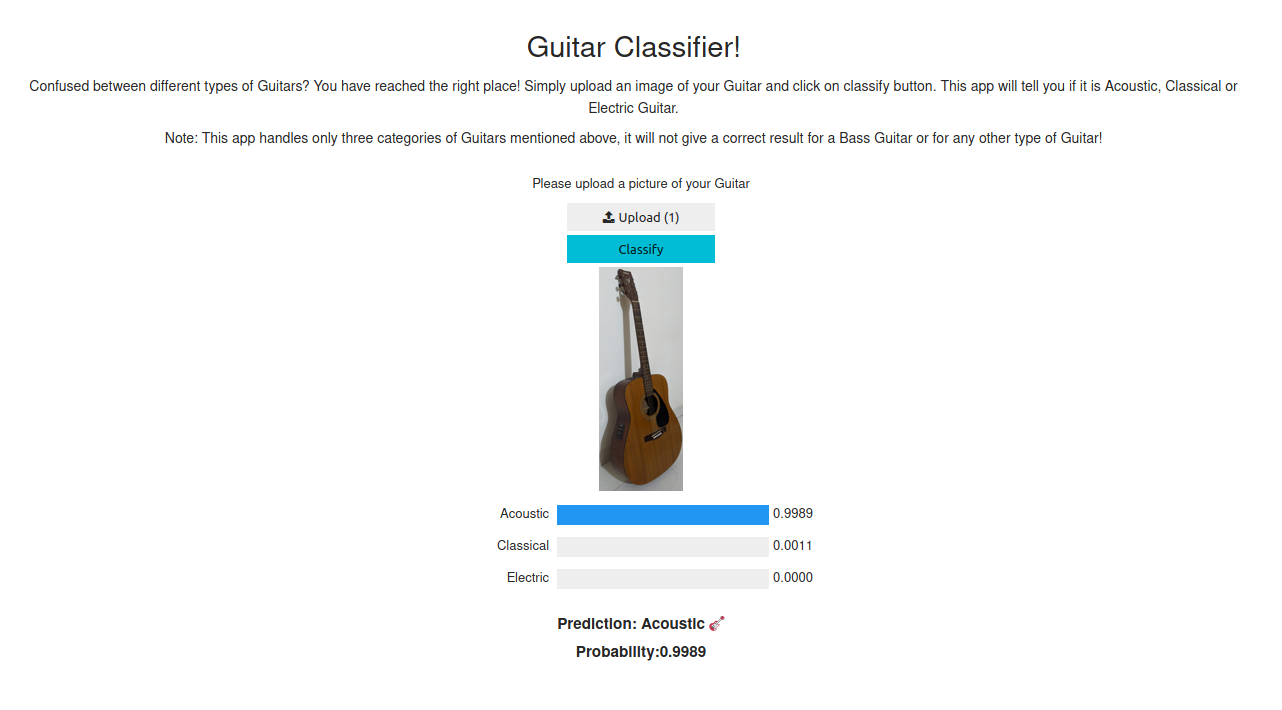 Guitar Classifier!
Confused between different types of Guitars? You have reached the right place! Simply upload an image of your Guitar and click on classify button. This app will tell you if it is Acoustic, Classical or
Electric Guitar.
Note: This app handles only three categories of Guitars mentioned above, it will not give a correct result for a Bass Guitar or for any other type of Guitar!
Please upload a picture of your Guitar
Upload (1)
Classify
Acoustic 0.9989
Classical 0.0011
Electric 0.0000
Prediction: Acoustic 🎸
Probability:0.9989